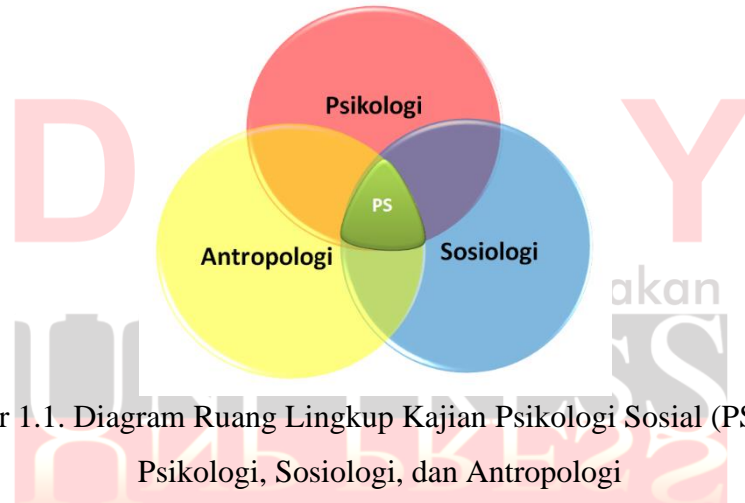 Psikologi
PS
Antropologi
Sosiologi
D Y
akan
r 1.1. Diagram Ruang Lingkup Kajian Psikologi Sosial (PS
Psikologi, Sosiologi, dan Antropologi